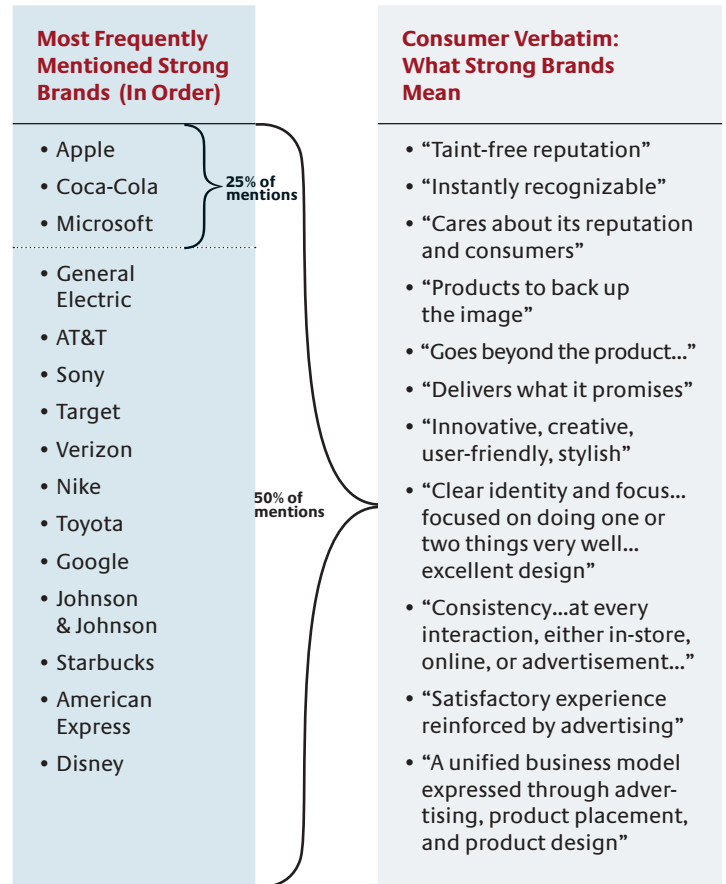 Most Frequently
Mentioned Strong
Brands (In Order)
• Apple
• Coca-Cola
• Microsoft
25% of
mentions
• General
Electric
• AT&T
• Sony
• Target
• Verizon
• Nike
• Toyota
• Google
• Johnson
& Johnson
• Starbucks
• American
Express
• Disney
50% of
mentions
Consumer Verbatim:
What Strong Brands
Mean
• “Taint-free reputation”
• “Instantly recognizable”
• “Cares about its reputation
and consumers”
• “Products to back up
the image”
• “Goes beyond the product...”
• “Delivers what it promises”
• “Innovative, creative,
user-friendly, stylish”
• “Clear identity and focus...
focused on doing one or
two things very well...
excellent design”
• “Consistency...at every
interaction, either in-store,
online, or advertisement...”
• “Satisfactory experience
reinforced by advertising”
• “A unified business model
expressed through adver-
tising, product placement,
and product design”